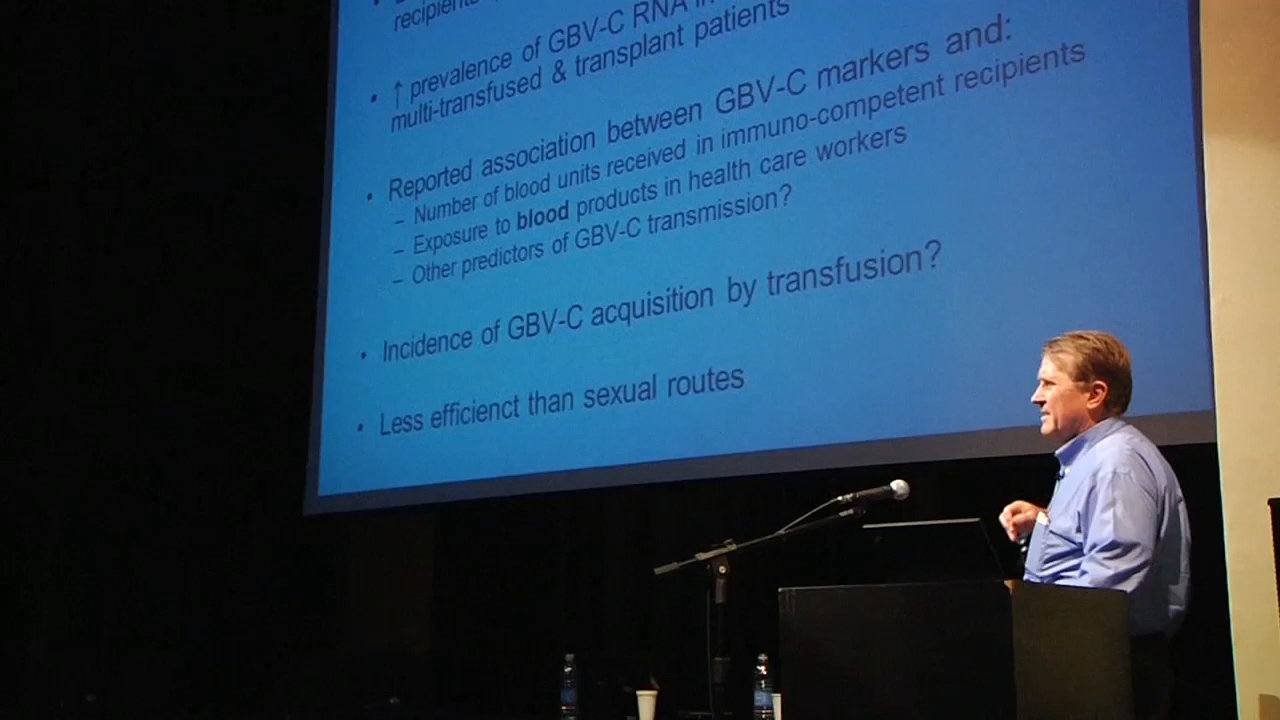 recipients
• ↑ prevalence of GBV-C RNA in
multi-transfused & transplant patients
• Reported association between GBV-C markers and:
– Number of blood units received in immuno-competent recipients
– Exposure to blood products in health care workers
– Other predictors of GBV-C transmission?
• Incidence of GBV-C acquisition by transfusion?
• Less efficienct than sexual routes